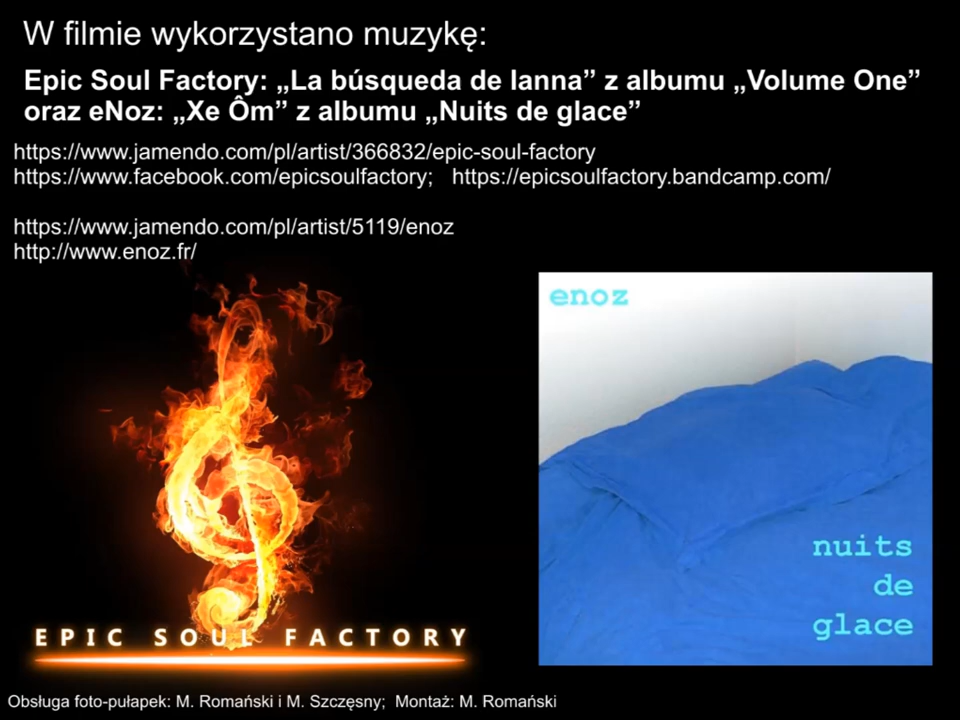 W filmie wykorzystano muzykę:
Epic Soul Factory: „La búsqueda de Ianna” z albumu „Volume One”
oraz eNoz: „Xe Ôm” z albumu „Nuits de glace”
https://www.jamendo.com/pl/artist/366832/epic-soul-factory
https://www.facebook.com/epicsoulfactory;   https://epicsoulfactory.bandcamp.com/
https://www.jamendo.com/pl/artist/5119/enoz
http://www.enoz.fr/
enoz
nuits
de
glace
EPIC SOUL FACTORY
Obsługa foto-pułapek: M. Romański i M. Szczęsny;  Montaż: M. Romański